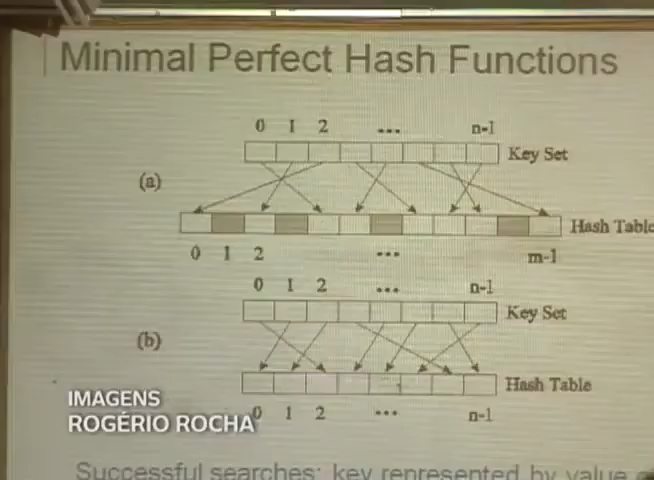 Minimal Perfect Hash Functions
0 1 2 ... n-1
Key Set
(a)
Hash Table
0 1 2 ... m-1
0 1 2 ... n-1
Key Set
(b)
Hash Table
IMAGENS
ROGÉRIO ROCHA
0 1 2 ... n-1
Successful searches: key represented by value